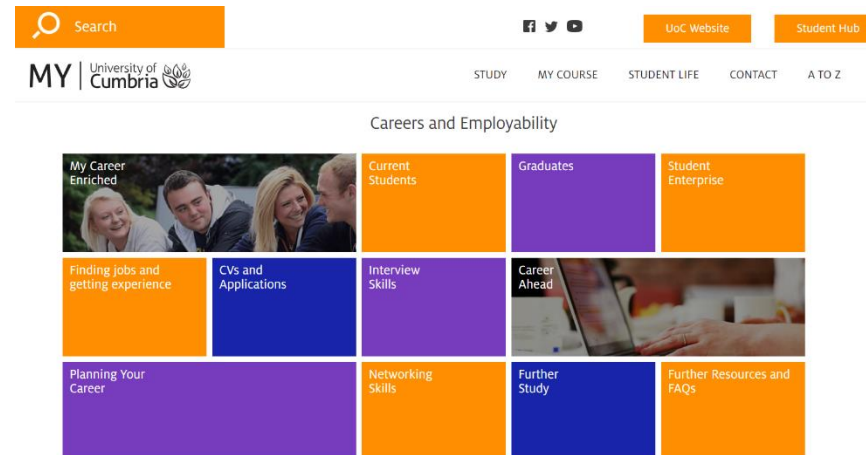 Search
UoC Website
Student Hub
MY
University of
Cumbria
STUDY
MY COURSE
STUDENT LIFE
CONTACT
A TO Z
Careers and Employability
My Career
Enriched
Current
Students
Graduates
Student
Enterprise
Finding jobs and
getting experience
CVs and
Applications
Interview
Skills
Career
Ahead
Planning Your
Career
Networking
Skills
Further
Study
Further Resources and
FAQs